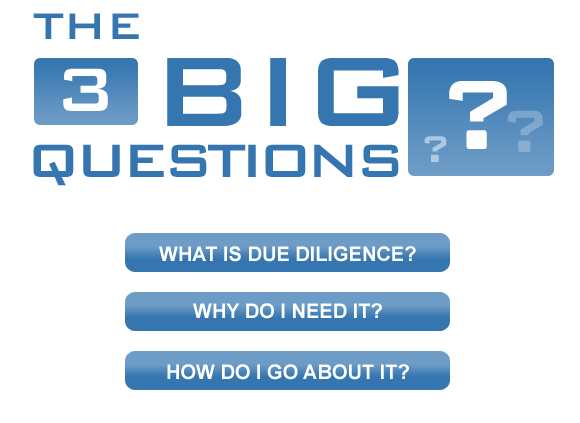 THE
3 BIG ?
? ?
QUESTIONS
WHAT IS DUE DILIGENCE?
WHY DO I NEED IT?
HOW DO I GO ABOUT IT?